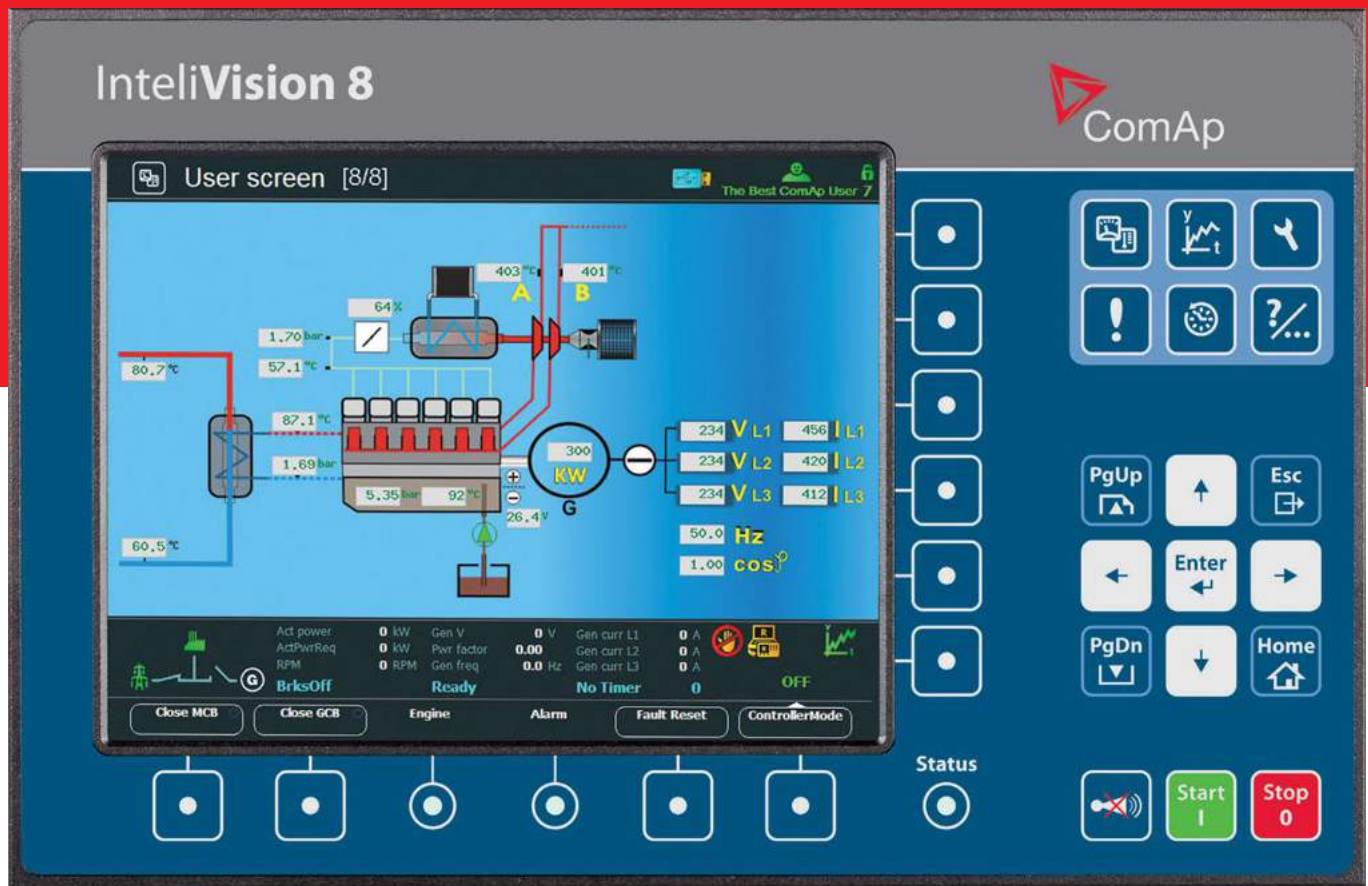 InteliVision 8
ComAp
User screen [8/8]
The Best ComAp User 7
403 °C 401 °C
A B
64 %
1.70 bar
57.1 °C
80.7 °C
87.1 °C
1.69 bar
60.5 °C
5.35 bar 92 °C
300
KW
G
26.4 V
234 V L1 456 I L1
234 V L2 420 I L2
234 V L3 412 I L3
50.0 Hz
1.00 cosφ
Act power 0 kW Gen V 0 V Gen curr L1 0 A
ActPwrReq 0 kW Pwr factor 0.00 Gen curr L2 0 A
RPM 0 RPM Gen freq 0.0 Hz Gen curr L3 0 A
G BrksOff Ready No Timer 0 OFF
Close MCB Close GCB Engine Alarm Fault Reset ControllerMode
Status
y
t
?/...
PgUp
Esc
Enter
PgDn
Home
Start
I
Stop
0